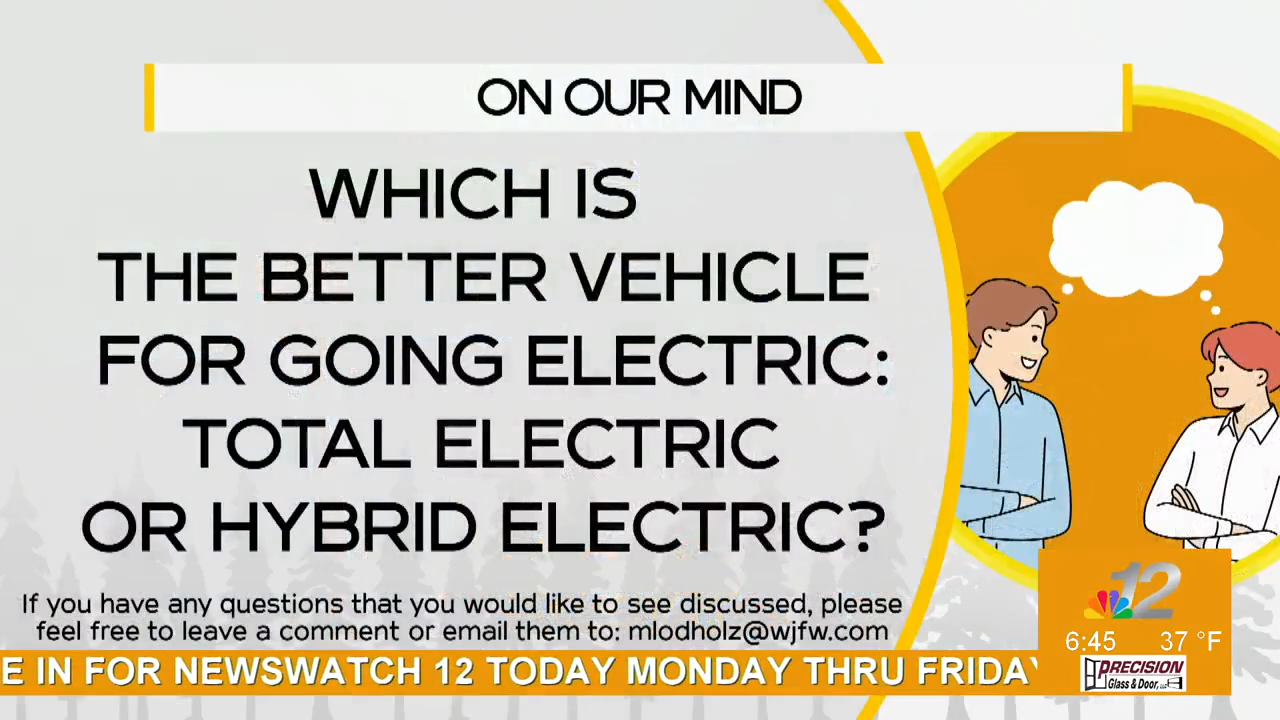 ON OUR MIND
WHICH IS
THE BETTER VEHICLE
FOR GOING ELECTRIC:
TOTAL ELECTRIC
OR HYBRID ELECTRIC?
If you have any questions that you would like to see discussed, please
feel free to leave a comment or email them to: mlodholz@wjfw.com
12
6:45 37 °F
E IN FOR NEWSWATCH 12 TODAY MONDAY THRU FRIDAY
PRECISION
Glass & Door, LLC